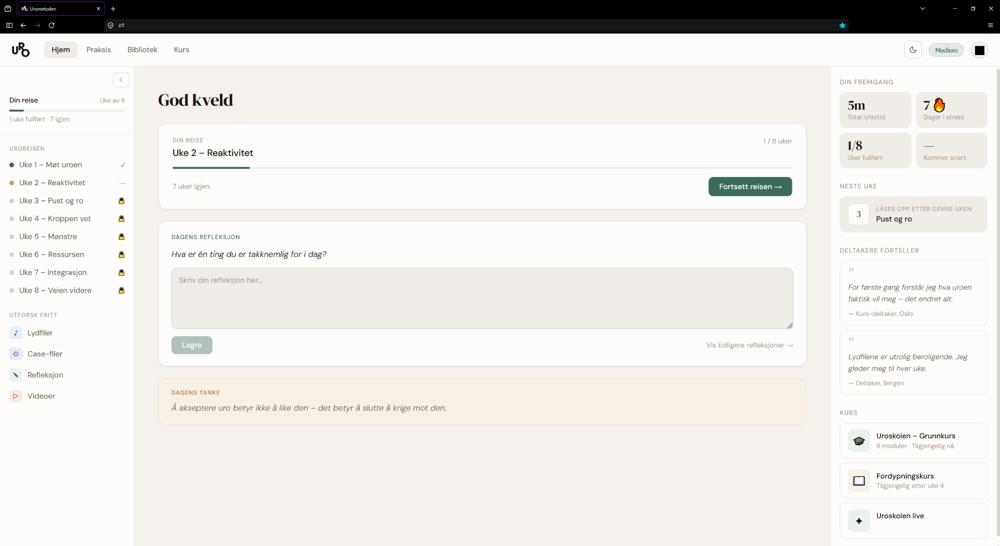 Urometoden
URO
Hjem
Praksis
Bibliotek
Kurs
Medlem
Din reise
Uke av 8
1 uke fullført · 7 igjen
UROREISEN
Uke 1 – Møt uroen ✓
Uke 2 – Reaktivitet →
Uke 3 – Pust og ro
Uke 4 – Kroppen vet
Uke 5 – Mønstre
Uke 6 – Ressursen
Uke 7 – Integrasjon
Uke 8 – Veien videre
UTFORSK FRITT
Lydfiler
Case-filer
Refleksjon
Videoer
God kveld
DIN REISE
1 / 8 uker
Uke 2 – Reaktivitet
7 uker igjen.
Fortsett reisen →
DAGENS REFLEKSJON
Hva er én ting du er takknemlig for i dag?
Skriv din refleksjon her...
Lagre
Vis tidligere refleksjoner →
DAGENS TANKE
Å akseptere uro betyr ikke å like den – det betyr å slutte å krige mot den.
DIN FREMGANG
5m
Total lyttetid
7 🔥
Dager i strekk
1/8
Uker fullført
—
Kommer snart
NESTE UKE
3
LÅSES OPP ETTER DENNE UKEN
Pust og ro
DELTAKERE FORTELLER
"
For første gang forstår jeg hva uroen
faktisk vil meg – det endret alt.
— Kurs-deltaker, Oslo
"
Lydfilene er utrolig beroligende. Jeg
gleder meg til hver uke.
— Deltaker, Bergen
KURS
Uroskolen – Grunnkurs
8 moduler · Tilgjengelig nå
Fordypningskurs
Tilgjengelig etter uke 4
Uroskolen live